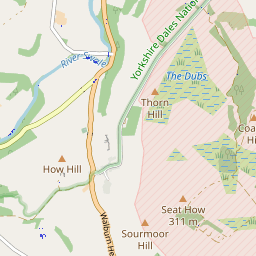 River Swale
Yorkshire Dales Natio
The Dubs
Thorn
Hill
Coa
Hi
How Hill
Walburn He
Seat How
311 m
Sourmoor
Hill